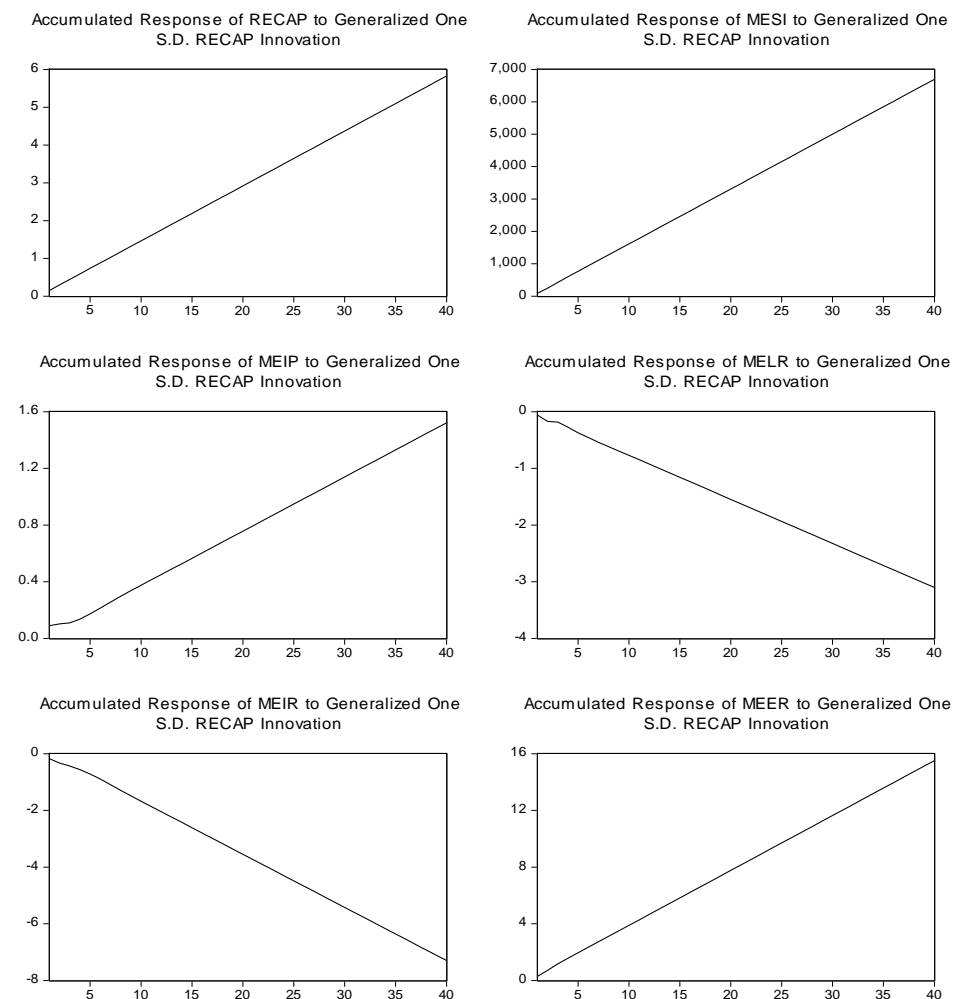 Accumulated Response of RECAP to Generalized One
S.D. RECAP Innovation
6
5
4
3
2
1
0
5 10 15 20 25 30 35 40
Accumulated Response of MESI to Generalized One
S.D. RECAP Innovation
7,000
6,000
5,000
4,000
3,000
2,000
1,000
0
5 10 15 20 25 30 35 40
Accumulated Response of MEIP to Generalized One
S.D. RECAP Innovation
1.6
1.2
0.8
0.4
0.0
5 10 15 20 25 30 35 40
Accumulated Response of MELR to Generalized One
S.D. RECAP Innovation
0
-1
-2
-3
-4
5 10 15 20 25 30 35 40
Accumulated Response of MEIR to Generalized One
S.D. RECAP Innovation
0
-2
-4
-6
-8
5 10 15 20 25 30 35 40
Accumulated Response of MEER to Generalized One
S.D. RECAP Innovation
16
12
8
4
0
5 10 15 20 25 30 35 40